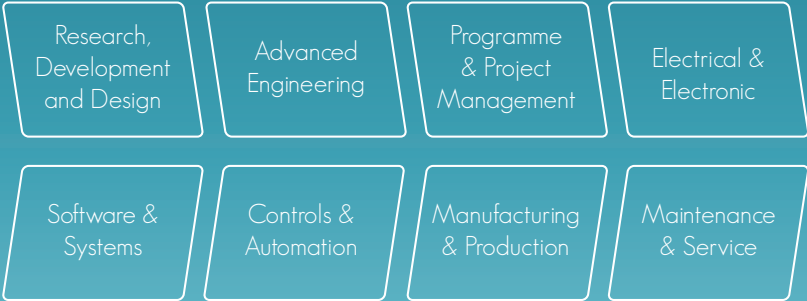 Research,
Development
and Design
Advanced
Engineering
Programme
& Project
Management
Electrical &
Electronic
Software &
Systems
Controls &
Automation
Manufacturing
& Production
Maintenance
& Service